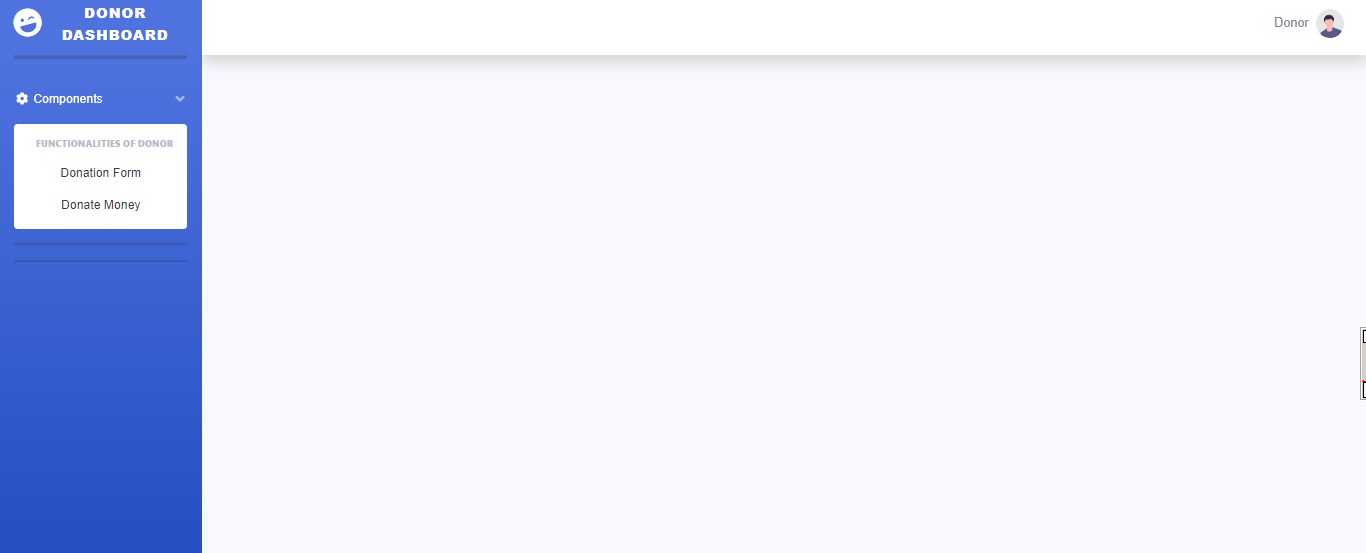 DONOR
DASHBOARD
Donor
Components
FUNCTIONALITIES OF DONOR
Donation Form
Donate Money